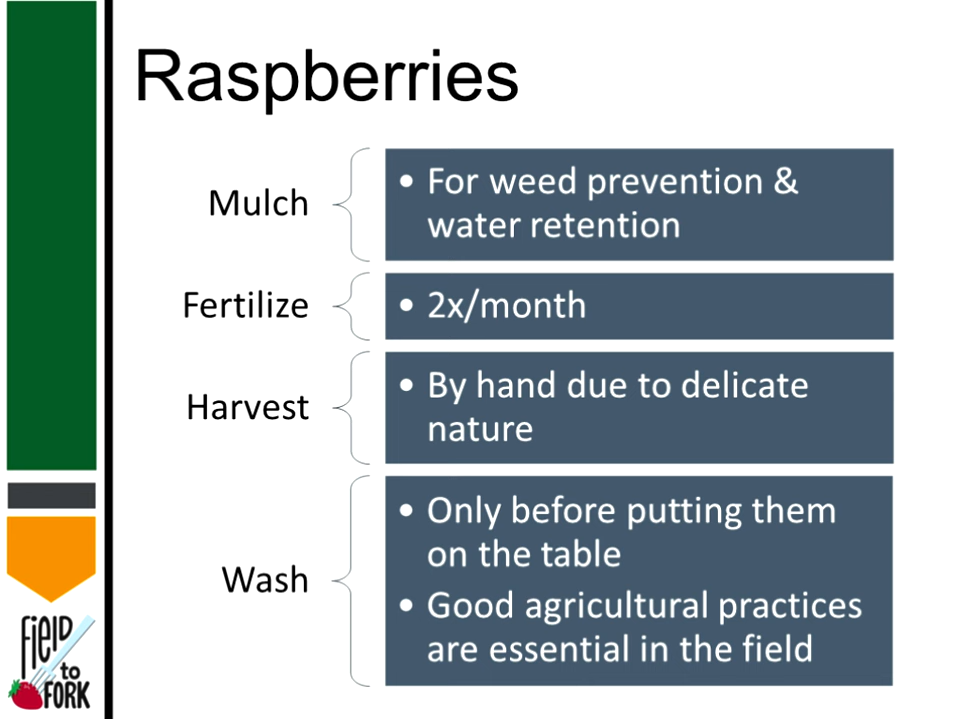 Raspberries
Mulch
• For weed prevention &
water retention
Fertilize
• 2x/month
Harvest
• By hand due to delicate
nature
Wash
• Only before putting them
on the table
• Good agricultural practices
are essential in the field
FiELD
to
FORK